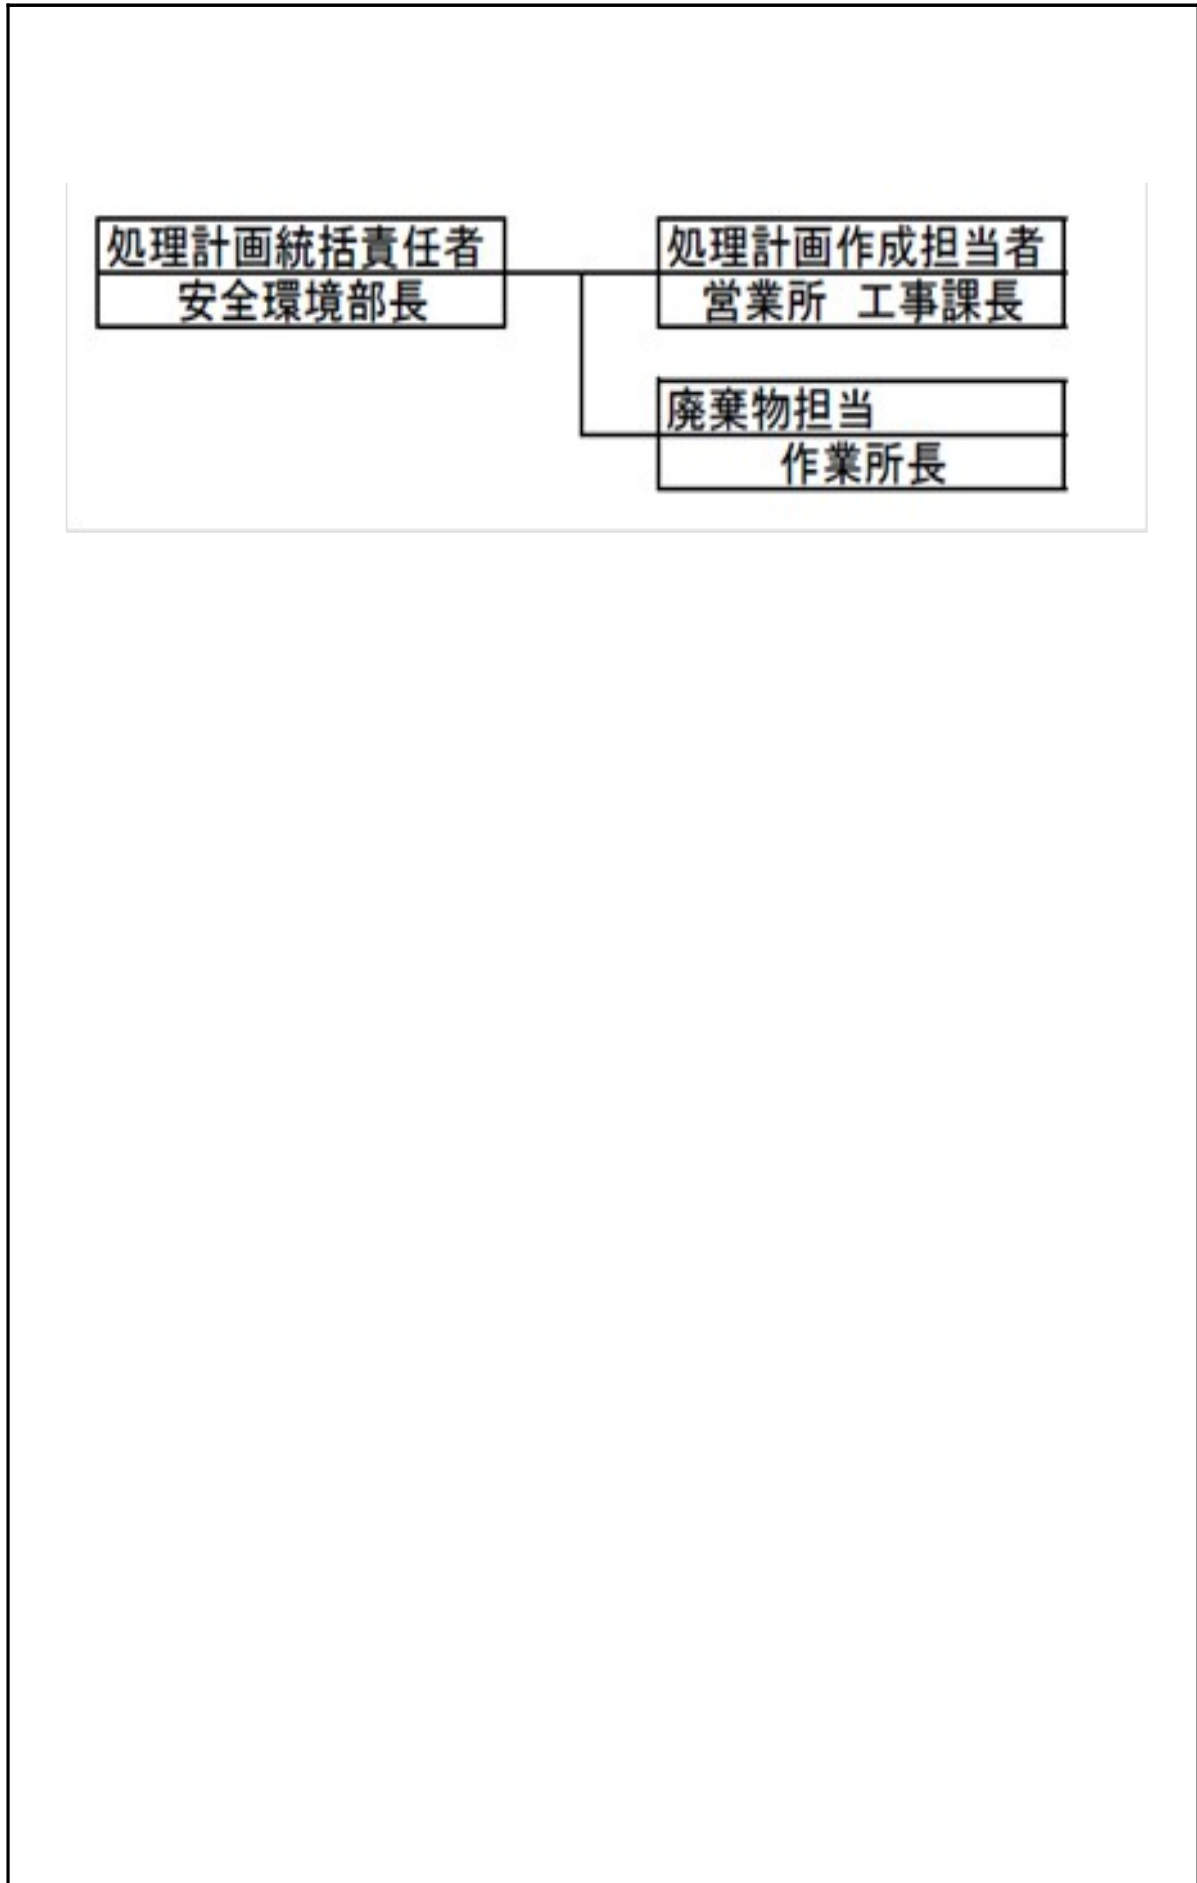 処理計画統括責任者
安全環境部長
処理計画作成担当者
営業所　工事課長
廃棄物担当
作業所長